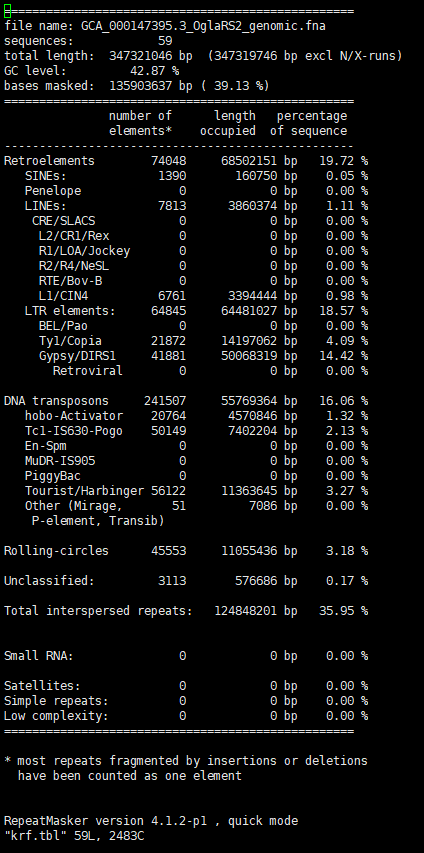 ==================================================
file name: GCA_000147395.3_OglaRS2_genomic.fna
sequences:            59
total length:  347321046 bp  (347319746 bp excl N/X-runs)
GC level:         42.87 %
bases masked:  135903637 bp ( 39.13 %)
==================================================
               number of      length   percentage
               elements*    occupied  of sequence
--------------------------------------------------
Retroelements        74048     68502151 bp   19.72 %
   SINEs:             1390       160750 bp    0.05 %
   Penelope              0            0 bp    0.00 %
   LINEs:             7813      3860374 bp    1.11 %
    CRE/SLACS            0            0 bp    0.00 %
     L2/CR1/Rex          0            0 bp    0.00 %
     R1/LOA/Jockey       0            0 bp    0.00 %
     R2/R4/NeSL          0            0 bp    0.00 %
     RTE/Bov-B           0            0 bp    0.00 %
     L1/CIN4          6761      3394444 bp    0.98 %
   LTR elements:     64845     64481027 bp   18.57 %
     BEL/Pao             0            0 bp    0.00 %
     Ty1/Copia       21872     14197062 bp    4.09 %
     Gypsy/DIRS1     41881     50068319 bp   14.42 %
       Retroviral        0            0 bp    0.00 %

DNA transposons     241507     55769364 bp   16.06 %
   hobo-Activator    20764      4570846 bp    1.32 %
   Tc1-IS630-Pogo    50149      7402204 bp    2.13 %
   En-Spm                0            0 bp    0.00 %
   MuDR-IS905            0            0 bp    0.00 %
   PiggyBac              0            0 bp    0.00 %
   Tourist/Harbinger 56122     11363645 bp    3.27 %
   Other (Mirage,       51         7086 bp    0.00 %
    P-element, Transib)

Rolling-circles      45553     11055436 bp    3.18 %

Unclassified:         3113       576686 bp    0.17 %

Total interspersed repeats:   124848201 bp   35.95 %


Small RNA:               0            0 bp    0.00 %

Satellites:              0            0 bp    0.00 %
Simple repeats:          0            0 bp    0.00 %
Low complexity:          0            0 bp    0.00 %
==================================================

* most repeats fragmented by insertions or deletions
  have been counted as one element


RepeatMasker version 4.1.2-p1 , quick mode
"krf.tbl" 59L, 2483C